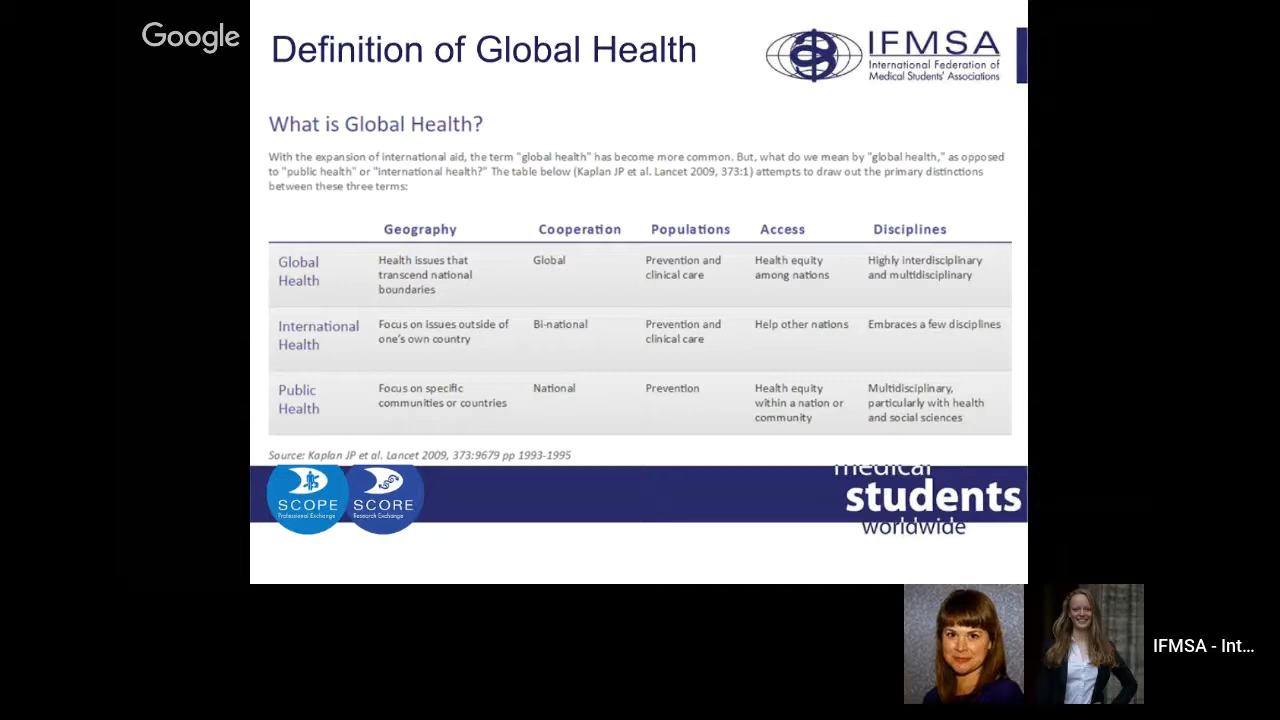 Google
Definition of Global Health
IFMSA
International Federation of
Medical Students' Associations
What is Global Health?
With the expansion of international aid, the term "global health" has become more common. But, what do we mean by "global health," as opposed
to "public health" or "international health?" The table below (Kaplan JP et al. Lancet 2009, 373:1) attempts to draw out the primary distinctions
between these three terms:
Geography Cooperation Populations Access Disciplines
Global
Health
Health issues that
transcend national
boundaries
Global
Prevention and
clinical care
Health equity
among nations
Highly interdisciplinary
and multidisciplinary
International
Health
Focus on issues outside of
one's own country
Bi-national
Prevention and
clinical care
Help other nations
Embraces a few disciplines
Public
Health
Focus on specific
communities or countries
National
Prevention
Health equity
within a nation or
community
Multidisciplinary,
particularly with health
and social sciences
Source: Kaplan JP et al. Lancet 2009, 373:9679 pp 1993-1995
SCOPE
Professional Exchange
SCORE
Research Exchange
medical
students
worldwide
IFMSA - Int...